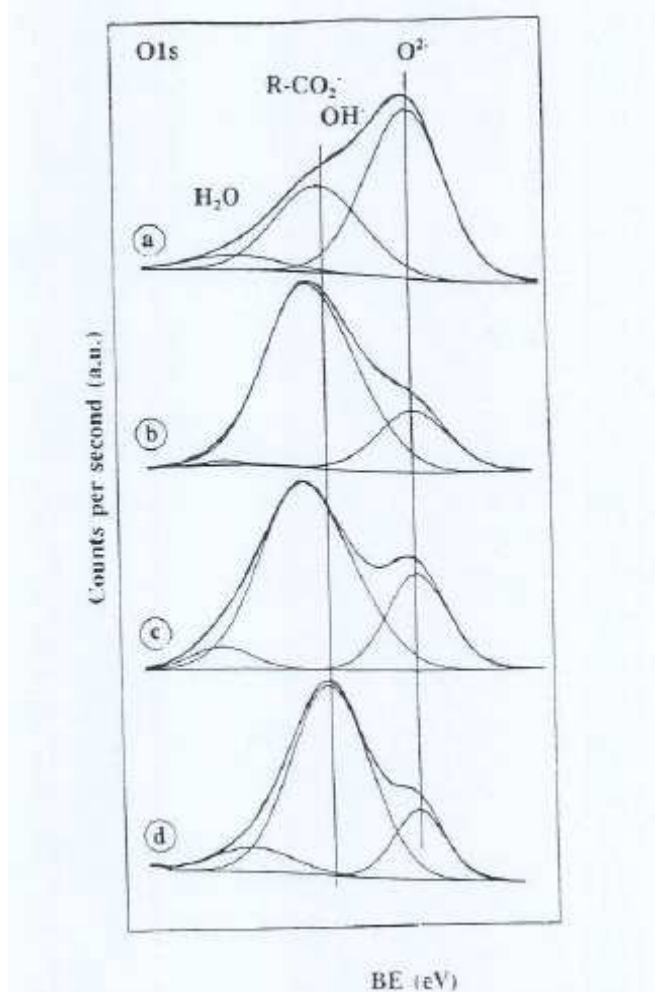 O1s
O²⁻
R-CO₂⁻
OH⁻
H₂O
a
b
c
d
Counts per second (a.u.)
BE (eV)